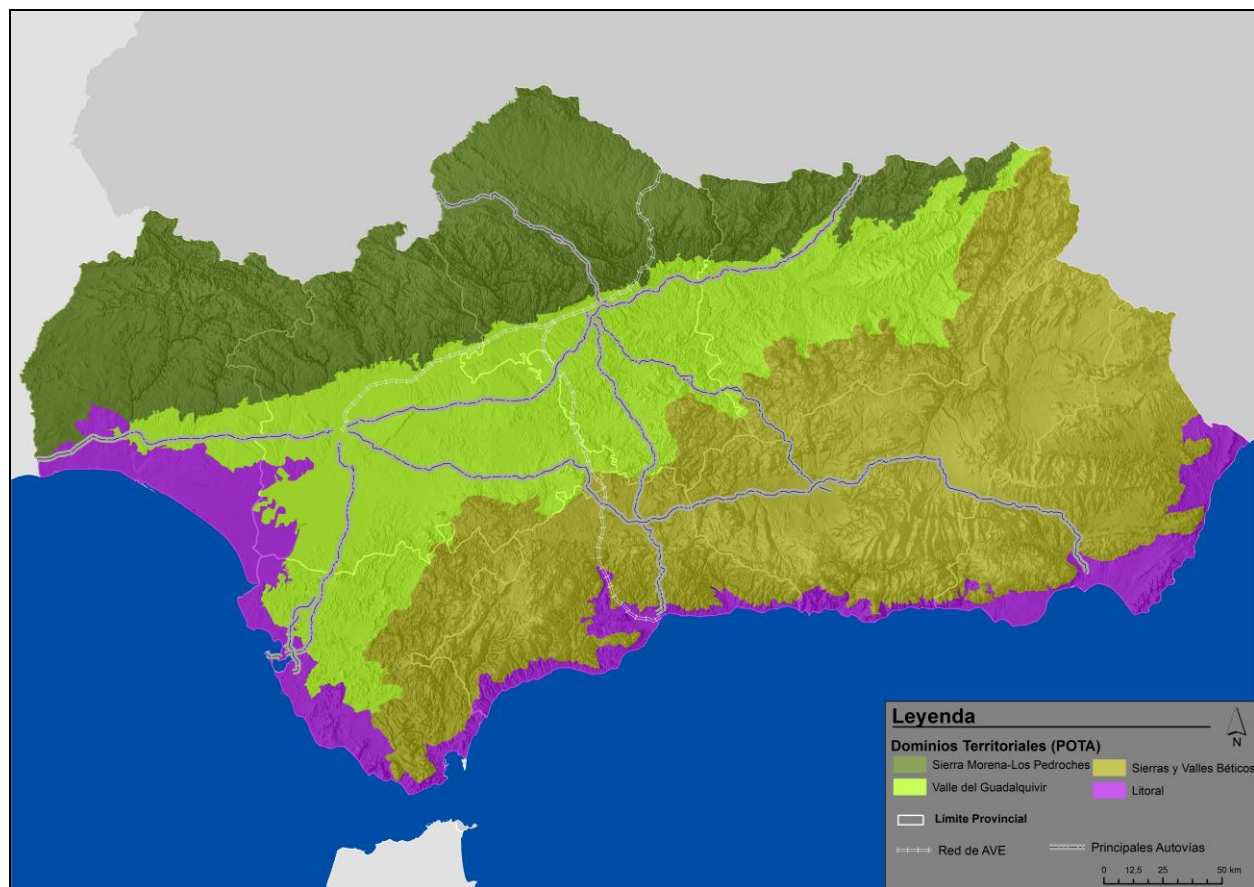 Leyenda
N
Dominios Territoriales (POTA)
Sierra Morena-Los Pedroches
Sierras y Valles Béticos
Valle del Guadalquivir
Litoral
Limite Provincial
Red de AVE
Principales Autovías
0 12,5 25 50 km